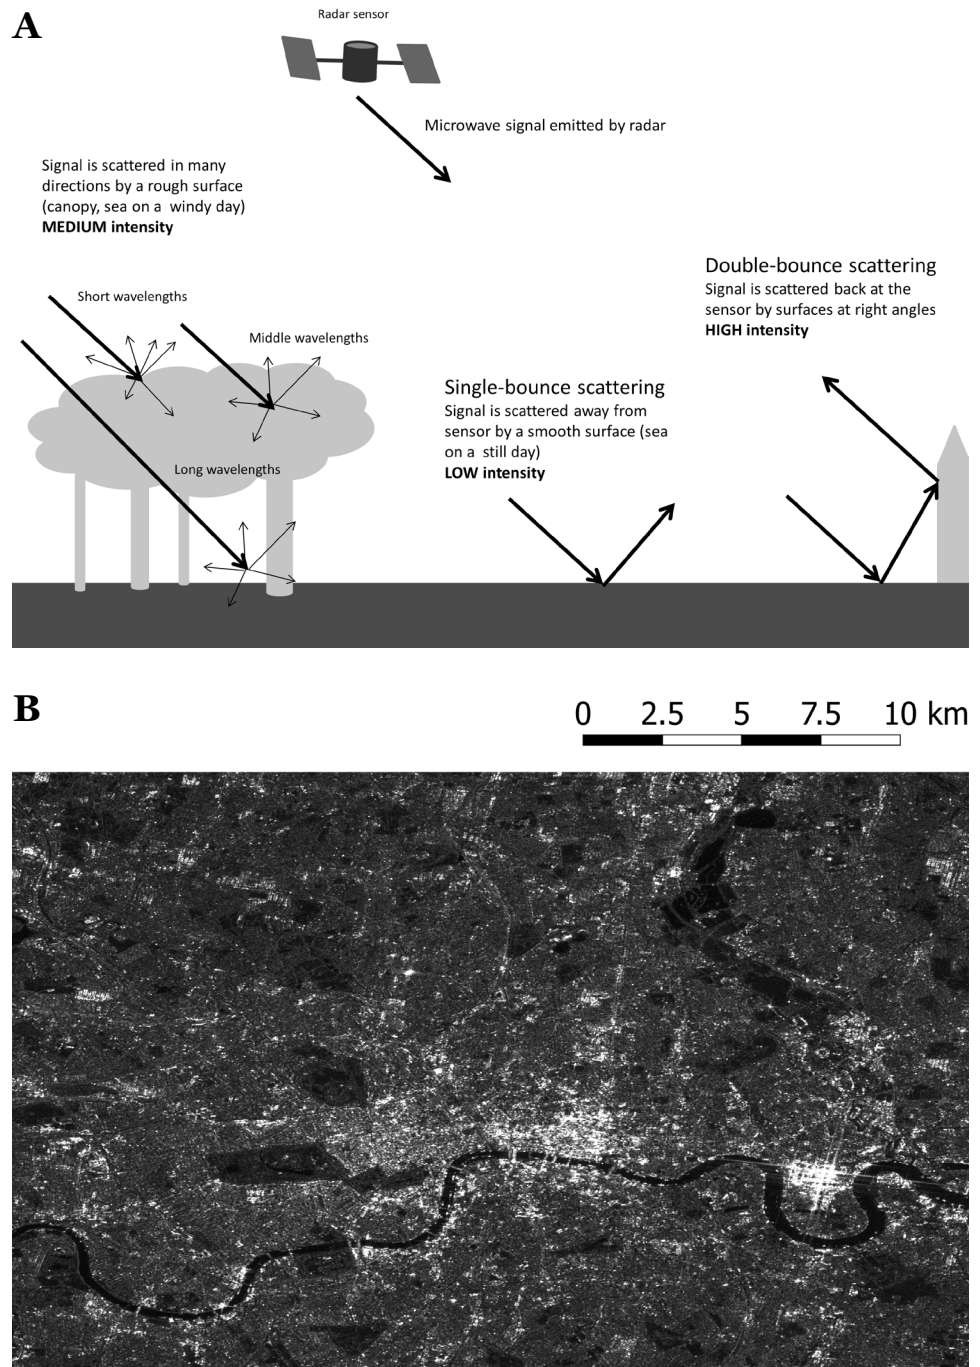 A
Radar sensor
Microwave signal emitted by radar
Signal is scattered in many
directions by a rough surface
(canopy, sea on a windy day)
MEDIUM intensity
Double-bounce scattering
Signal is scattered back at the
sensor by surfaces at right angles
HIGH intensity
Short wavelengths
Middle wavelengths
Single-bounce scattering
Signal is scattered away from
sensor by a smooth surface (sea
on a still day)
LOW intensity
Long wavelengths
B
0 2.5 5 7.5 10 km